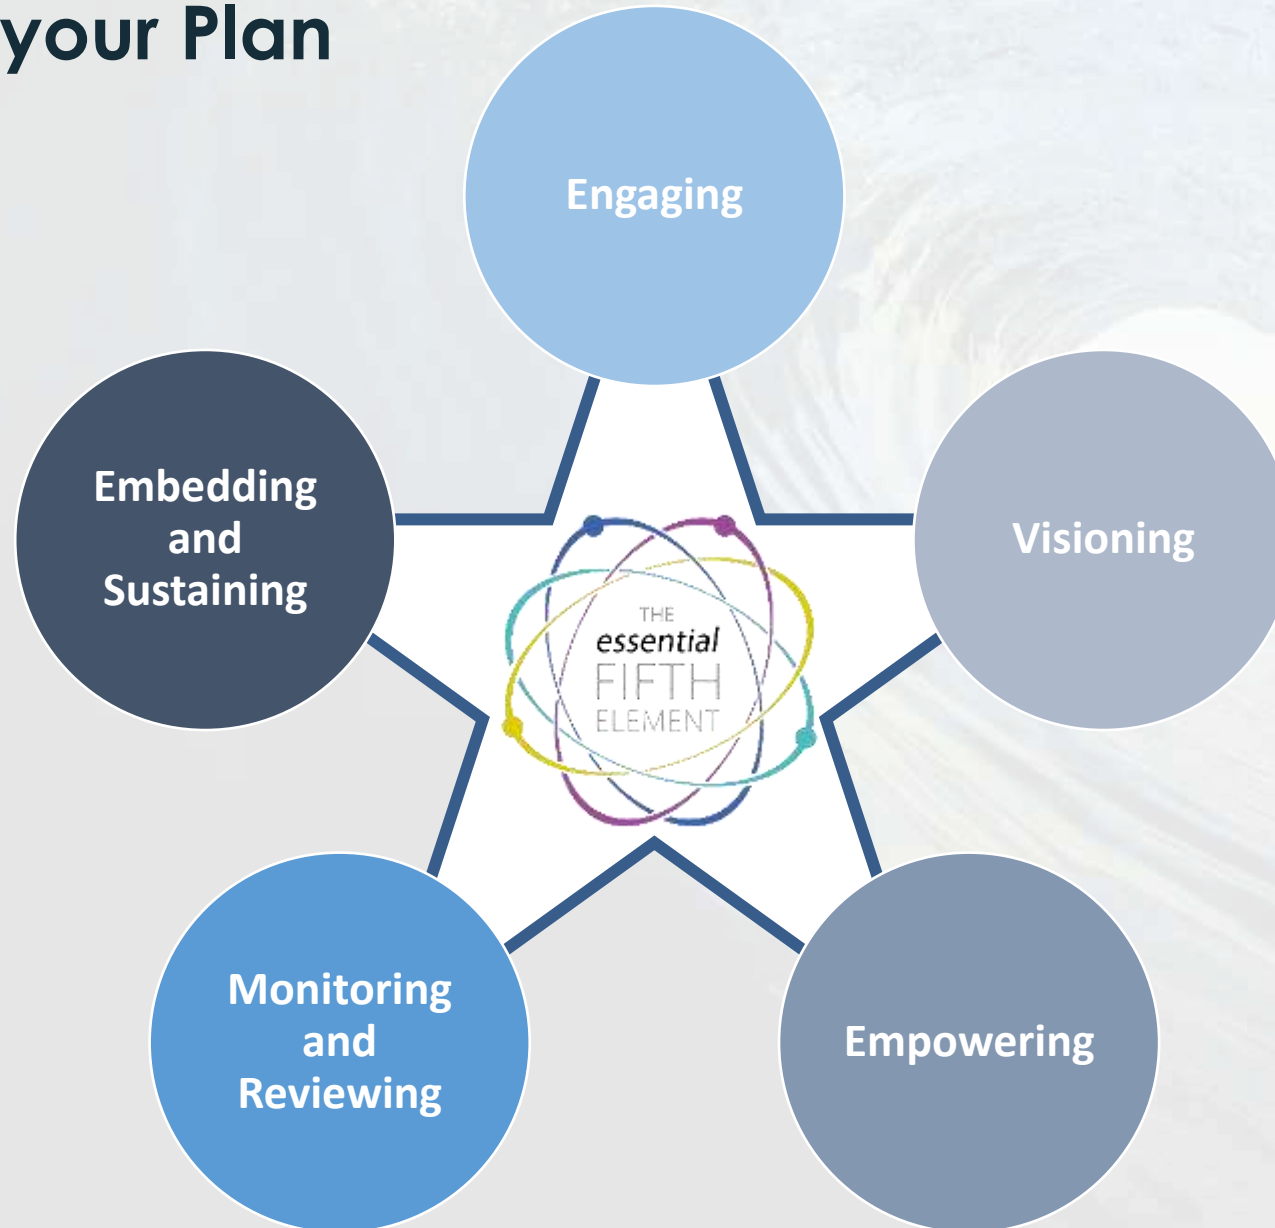 your Plan
Engaging
Visioning
Empowering
Monitoring
and
Reviewing
Embedding
and
Sustaining
THE
essential
FIFTH
ELEMENT